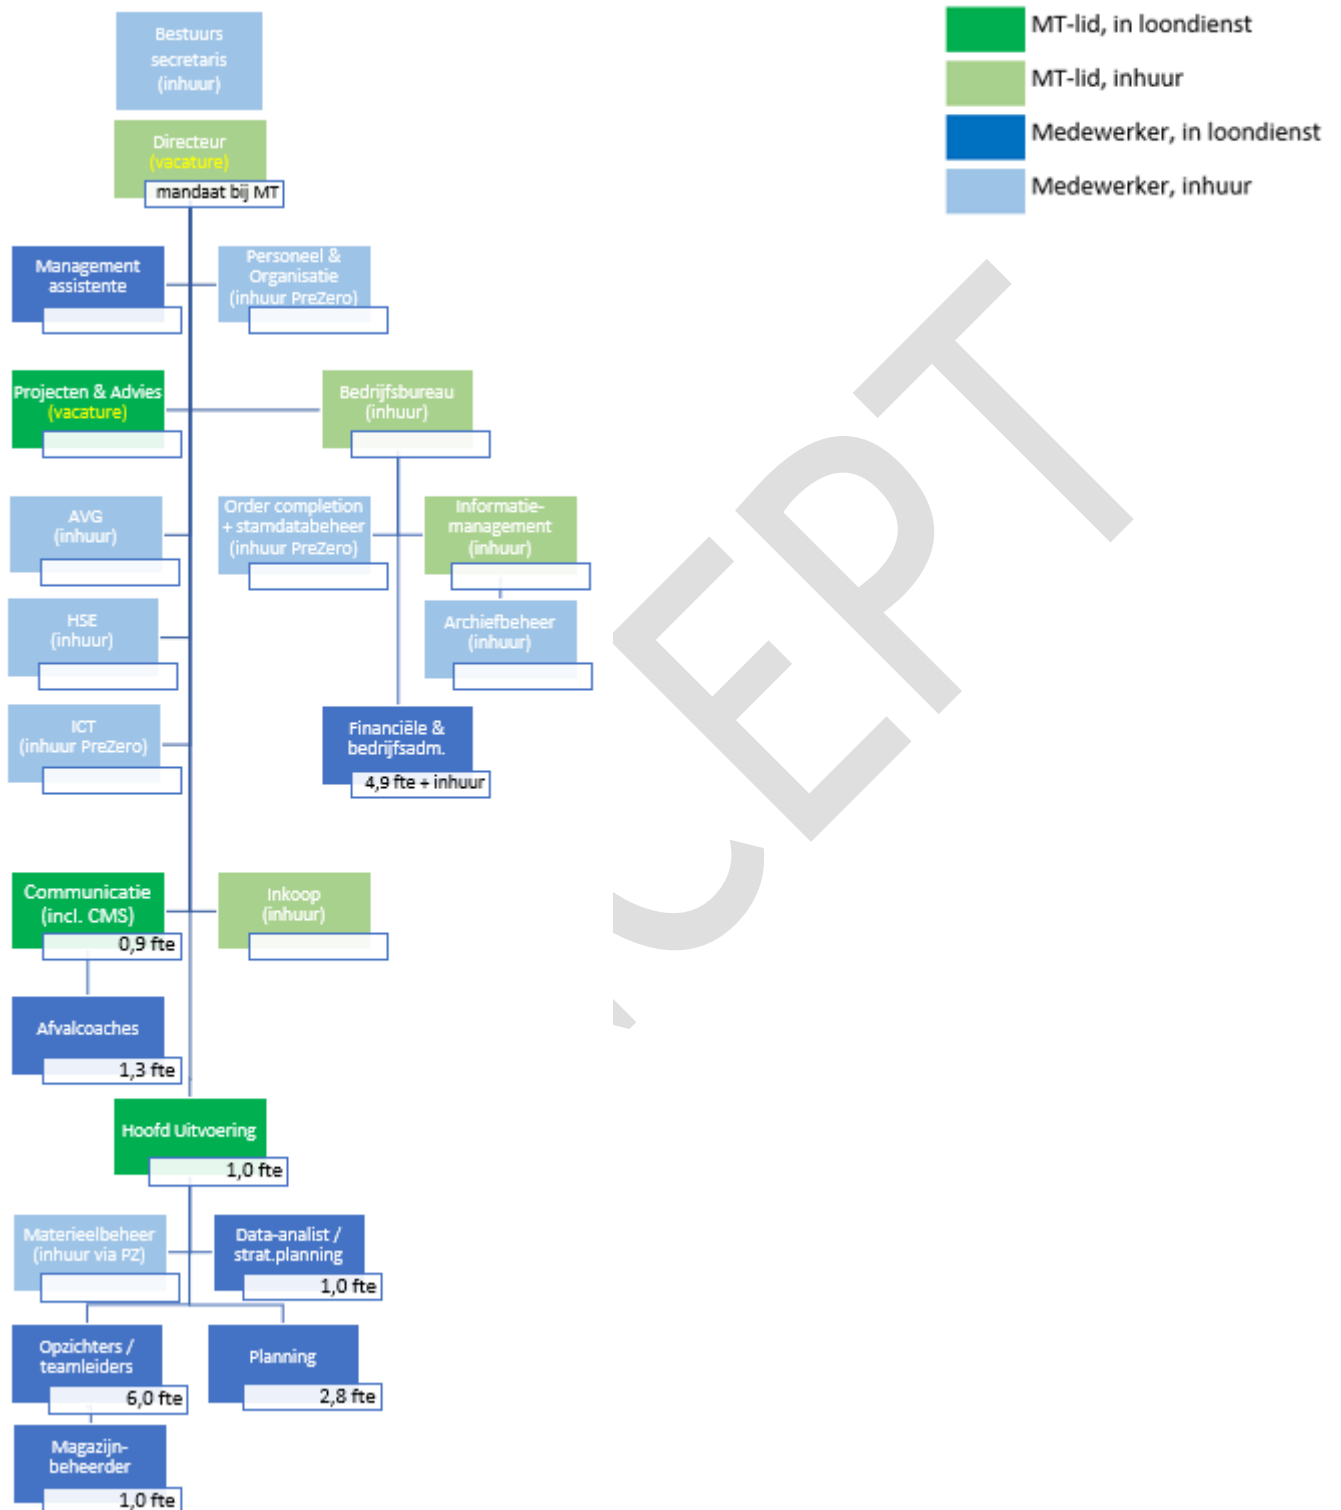 Bestuurs
secretaris
(inhuur)
MT-lid, in loondienst
MT-lid, inhuur
Medewerker, in loondienst
Medewerker, inhuur
Directeur
(vacature)
mandaat bij MT
Management
assistente
Personeel &
Organisatie
(inhuur PreZero)
Projecten & Advies
(vacature)
Bedrijfsbureau
(inhuur)
AVG
(inhuur)
Order completion
+ stamdatabeheer
(inhuur PreZero)
Informatie-
management
(inhuur)
HSE
(inhuur)
Archiefbeheer
(inhuur)
ICT
(inhuur PreZero)
Financiële &
bedrijfsadm.
4,9 fte + inhuur
Communicatie
(incl. CMS)
0,9 fte
Inkoop
(inhuur)
Afvalcoaches
1,3 fte
Hoofd Uitvoering
1,0 fte
Materieelbeheer
(inhuur via PZ)
Data-analist /
strat.planning
1,0 fte
Opzichters /
teamleiders
6,0 fte
Planning
2,8 fte
Magazijn-
beheerder
1,0 fte
CEPT